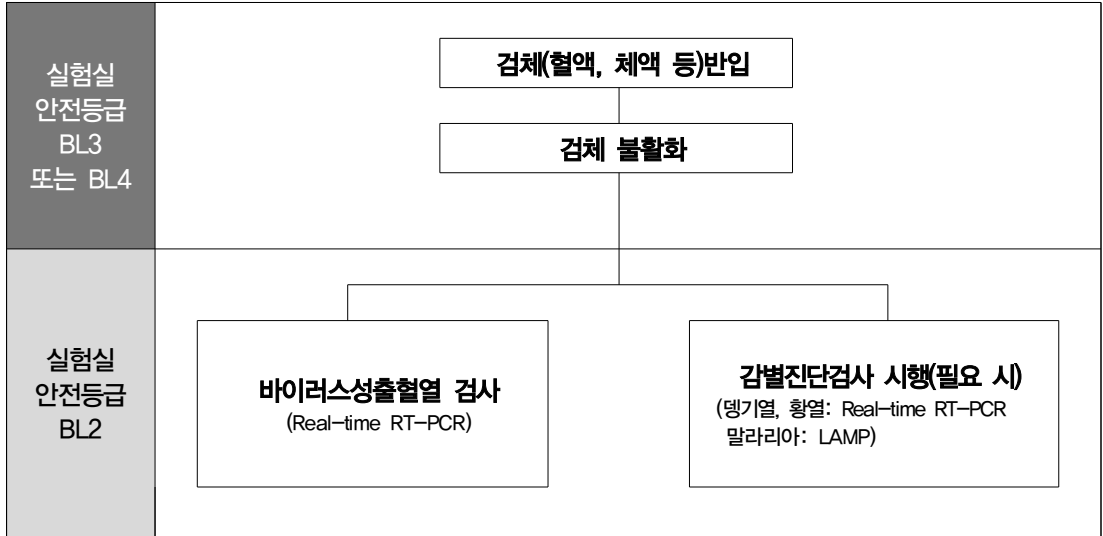 실험실
안전등급
BL3
또는 BL4
검체(혈액, 체액 등)반입
검체 불활화
실험실
안전등급
BL2
바이러스성출혈열 검사
(Real-time RT-PCR)
감별진단검사 시행(필요 시)
(뎅기열, 황열: Real-time RT-PCR
말라리아: LAMP)